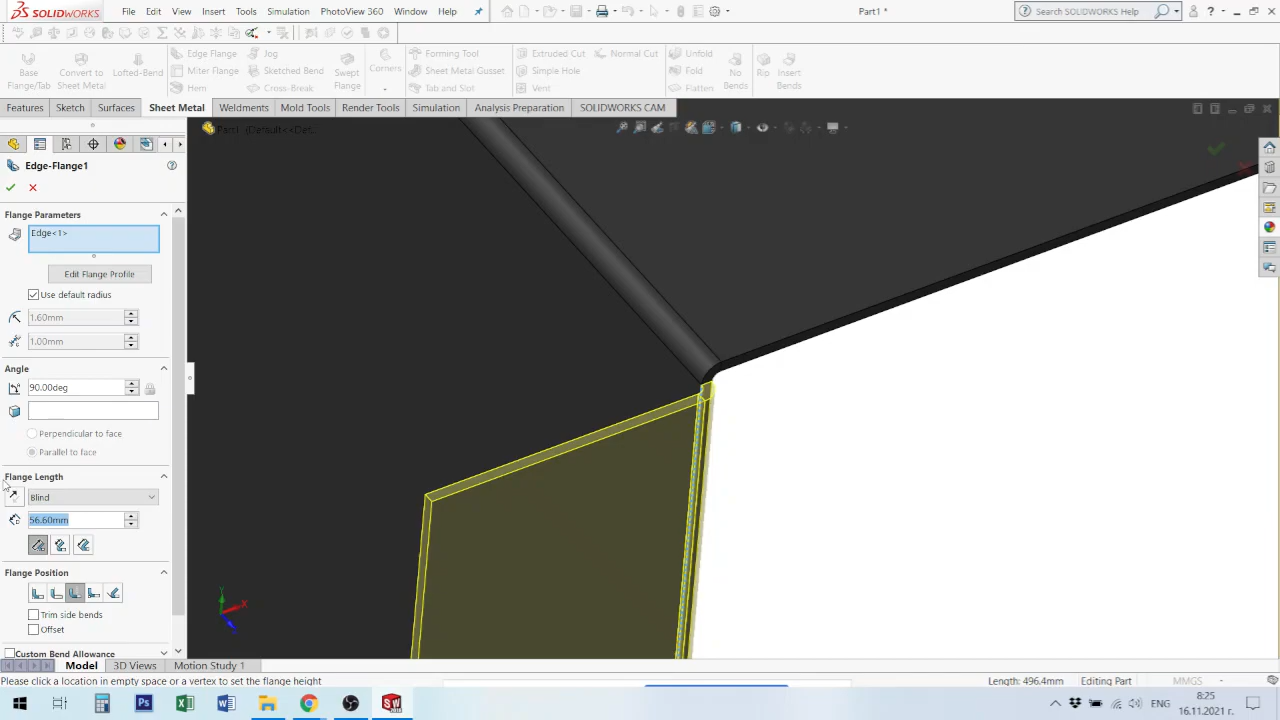 SOLIDWORKS File Edit View Insert Tools Simulation PhotoView 360 Window Help Part1 * Search SOLIDWORKS Help
Base Flange/Tab
Convert to Sheet Metal
Lofted-Bend
Edge Flange
Miter Flange
Hem
Jog
Sketched Bend
Cross-Break
Swept Flange
Corners
Forming Tool
Sheet Metal Gusset
Tab and Slot
Extruded Cut
Simple Hole
Vent
Normal Cut
Unfold
Fold
Flatten
No Bends
Rip
Insert Bends
Features Sketch Surfaces Sheet Metal Weldments Mold Tools Render Tools Simulation Analysis Preparation SOLIDWORKS CAM
Part1 (Default<<Def...
Edge-Flange1
Flange Parameters
Edge<1>
Edit Flange Profile
Use default radius
1.60mm
1.00mm
Angle
90.00deg
Perpendicular to face
Parallel to face
Flange Length
Blind
56.60mm
Flange Position
Trim side bends
Offset
Custom Bend Allowance
Y
X
Z
Model 3D Views Motion Study 1
Please click a location in empty space or a vertex to set the flange height Length: 496.4mm Editing Part MMGS
ENG
8:25
16.11.2021 г.